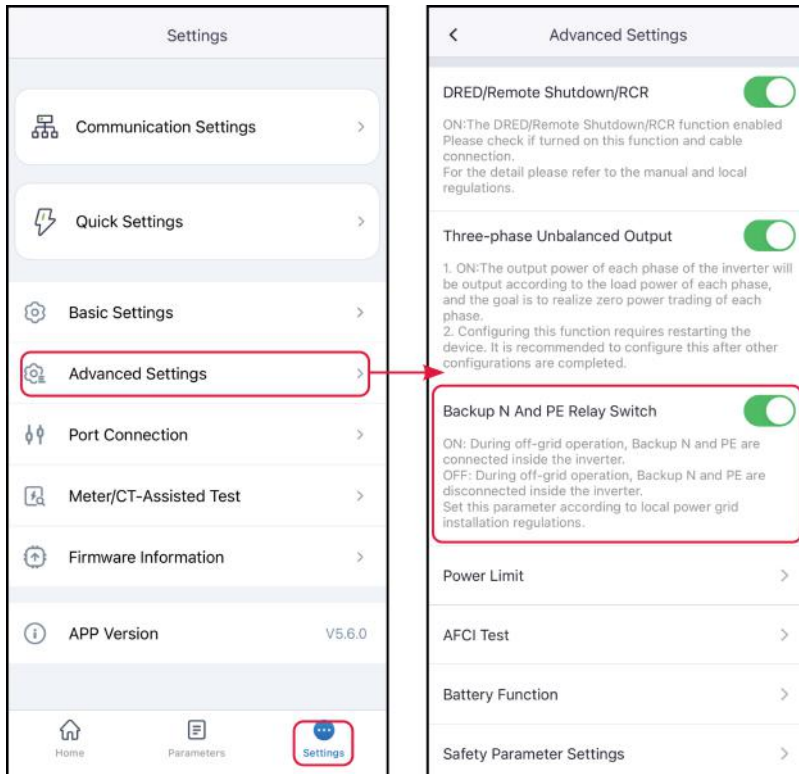 Settings
Communication Settings
Quick Settings
Basic Settings
Advanced Settings
Port Connection
Meter/CT-Assisted Test
Firmware Information
APP Version V5.6.0
Home Parameters Settings
Advanced Settings
DRED/Remote Shutdown/RCR
ON:The DRED/Remote Shutdown/RCR function enabled
Please check if turned on this function and cable
connection.
For the detail please refer to the manual and local
regulations.
Three-phase Unbalanced Output
1. ON:The output power of each phase of the inverter will
be output according to the load power of each phase,
and the goal is to realize zero power trading of each
phase.
2. Configuring this function requires restarting the
device. It is recommended to configure this after other
configurations are completed.
Backup N And PE Relay Switch
ON: During off-grid operation, Backup N and PE are
connected inside the inverter.
OFF: During off-grid operation, Backup N and PE are
disconnected inside the inverter.
Set this parameter according to local power grid
installation regulations.
Power Limit
AFCI Test
Battery Function
Safety Parameter Settings